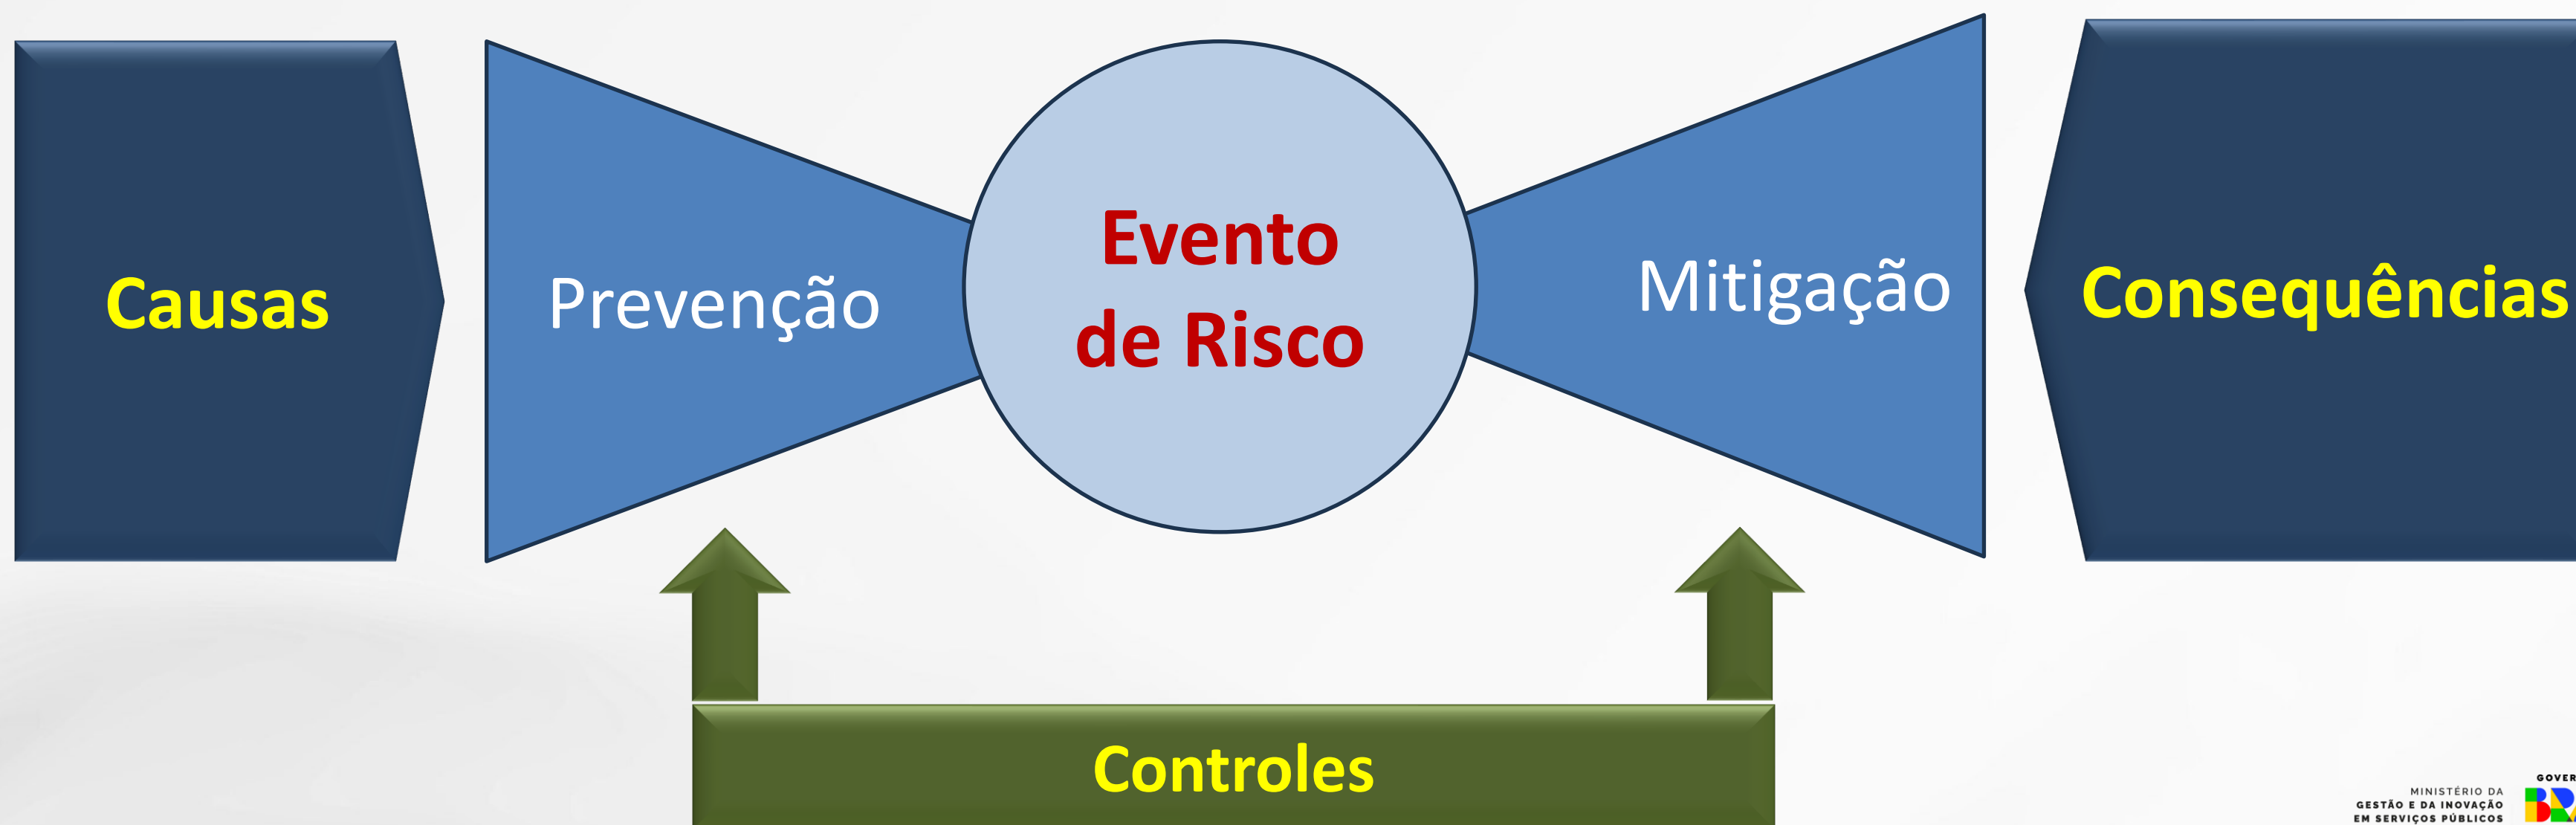 Causas
Prevenção
Evento
de Risco
Mitigação
Consequências
Controles
MINISTÉRIO DA
GESTÃO E DA INOVAÇÃO
EM SERVIÇOS PÚBLICOS